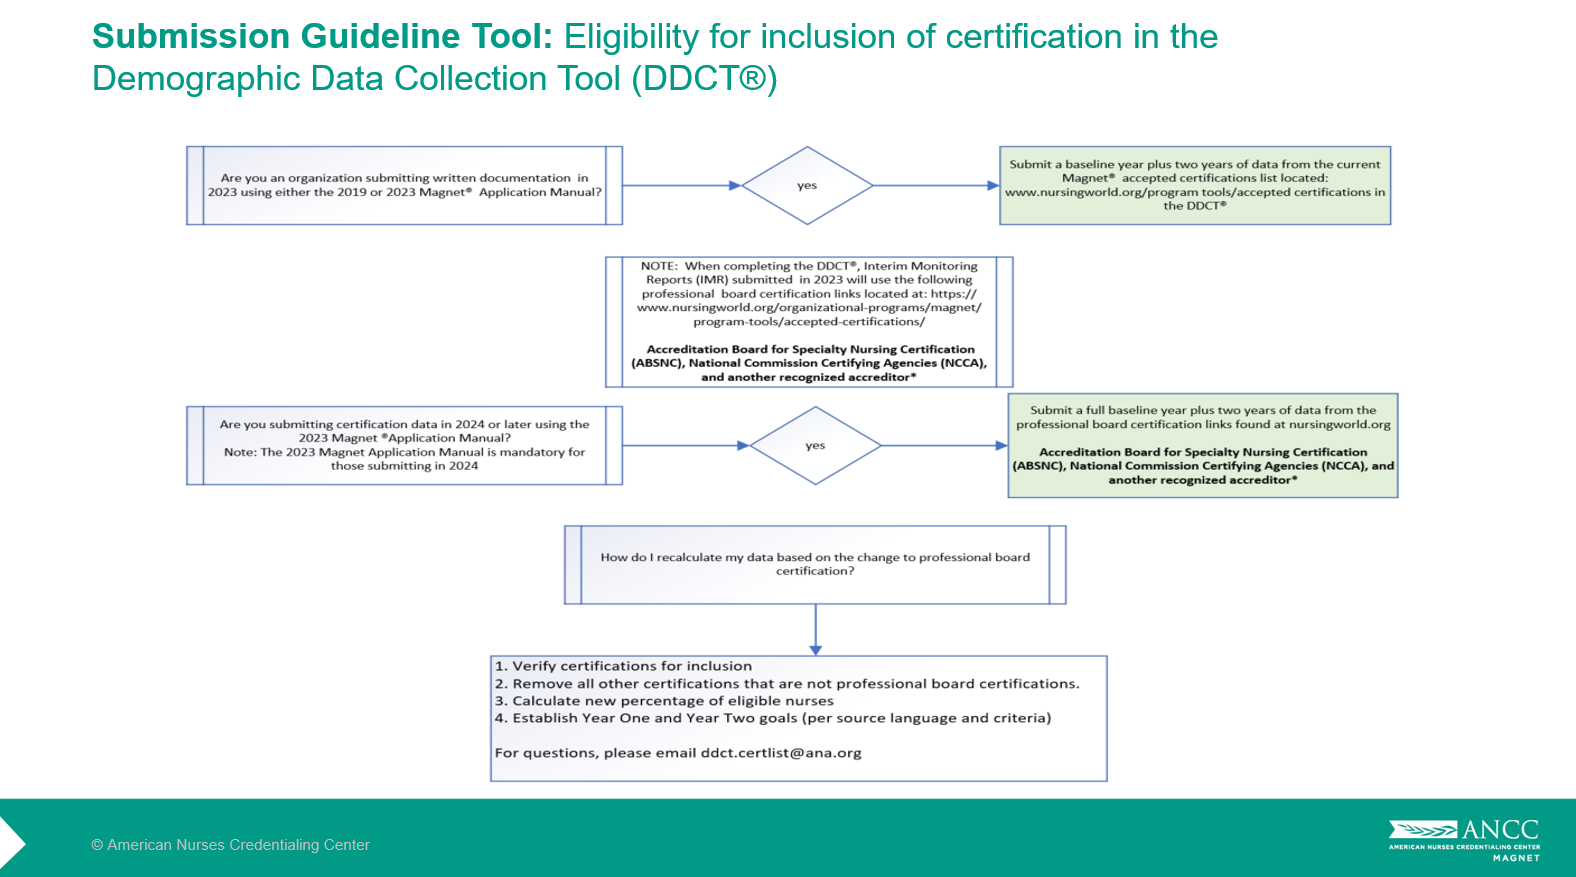 Submission Guideline Tool: Eligibility for inclusion of certification in the
Demographic Data Collection Tool (DDCT®)
Are you an organization submitting written documentation in
2023 using either the 2019 or 2023 Magnet® Application Manual?
yes
Submit a baseline year plus two years of data from the current
Magnet® accepted certifications list located:
www.nursingworld.org/program tools/accepted certifications in
the DDCT®
NOTE: When completing the DDCT®, Interim Monitoring
Reports (IMR) submitted in 2023 will use the following
professional board certification links located at: https://
www.nursingworld.org/organizational-programs/magnet/
program-tools/accepted-certifications/
Accreditation Board for Specialty Nursing Certification
(ABSNC), National Commission Certifying Agencies (NCCA),
and another recognized accreditor*
Are you submitting certification data in 2024 or later using the
2023 Magnet ®Application Manual?
Note: The 2023 Magnet Application Manual is mandatory for
those submitting in 2024
yes
Submit a full baseline year plus two years of data from the
professional board certification links found at nursingworld.org
Accreditation Board for Specialty Nursing Certification
(ABSNC), National Commission Certifying Agencies (NCCA), and
another recognized accreditor*
How do I recalculate my data based on the change to professional board
certification?
1. Verify certifications for inclusion
2. Remove all other certifications that are not professional board certifications.
3. Calculate new percentage of eligible nurses
4. Establish Year One and Year Two goals (per source language and criteria)
For questions, please email ddct.certlist@ana.org
© American Nurses Credentialing Center
ANCC
AMERICAN NURSES CREDENTIALING CENTER
MAGNET